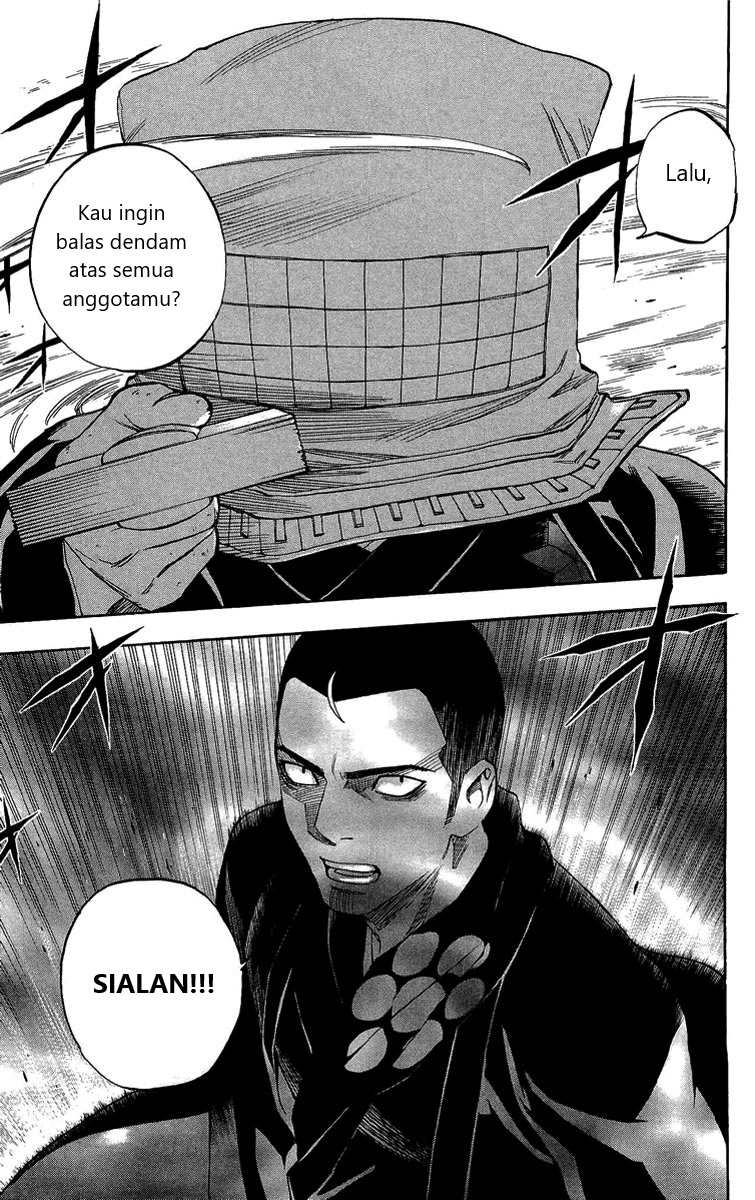 Lalu,
Kau ingin
balas dendam
atas semua
anggotamu?
SIALAN!!!